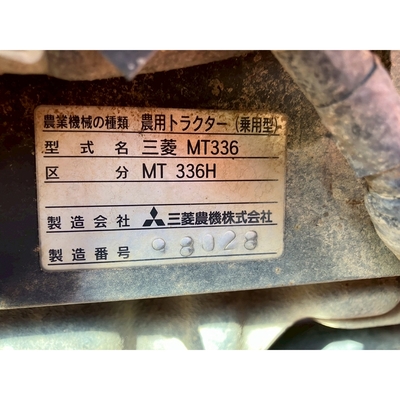 農業機械の種類 農用トラクター(乗用型)
型式名 三菱 MT336
区分 MT 336H
製造会社 三菱農機株式会社
製造番号 98028